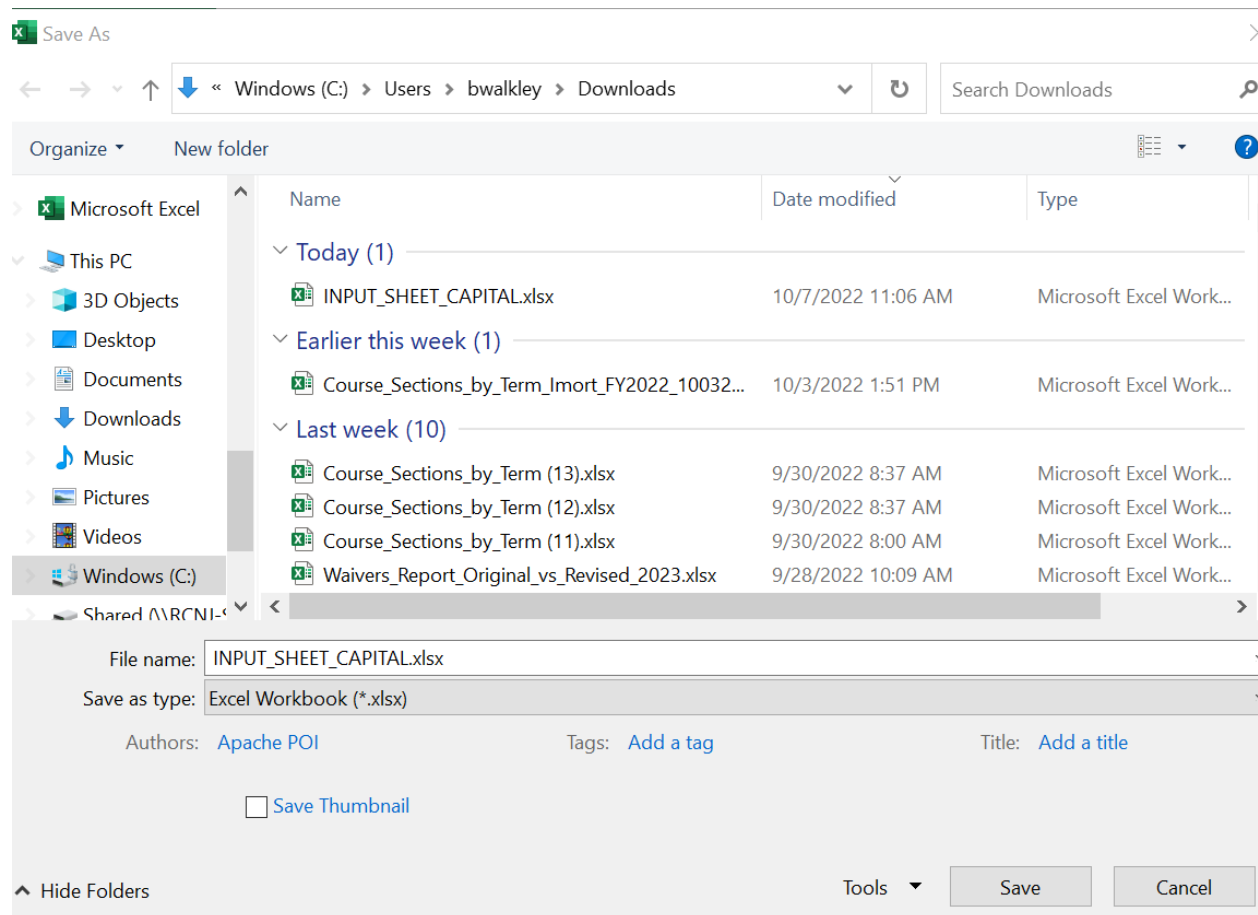 Save As
« Windows (C:) > Users > bwalkley > Downloads
Search Downloads
Organize
New folder
?
Microsoft Excel
This PC
3D Objects
Desktop
Documents
Downloads
Music
Pictures
Videos
Windows (C:)
Name Date modified Type
Today (1)
INPUT_SHEET_CAPITAL.xlsx 10/7/2022 11:06 AM Microsoft Excel Work...
Earlier this week (1)
Course_Sections_by_Term_Imort_FY2022_10032... 10/3/2022 1:51 PM Microsoft Excel Work...
Last week (10)
Course_Sections_by_Term (13).xlsx 9/30/2022 8:37 AM Microsoft Excel Work...
Course_Sections_by_Term (12).xlsx 9/30/2022 8:37 AM Microsoft Excel Work...
Course_Sections_by_Term (11).xlsx 9/30/2022 8:00 AM Microsoft Excel Work...
Waivers_Report_Original_vs_Revised_2023.xlsx 9/28/2022 10:09 AM Microsoft Excel Work...
Shared (\\RCNJ-
File name: INPUT_SHEET_CAPITAL.xlsx
Save as type: Excel Workbook (*.xlsx)
Authors: Apache POI Tags: Add a tag Title: Add a title
Save Thumbnail
Hide Folders
Tools Save Cancel